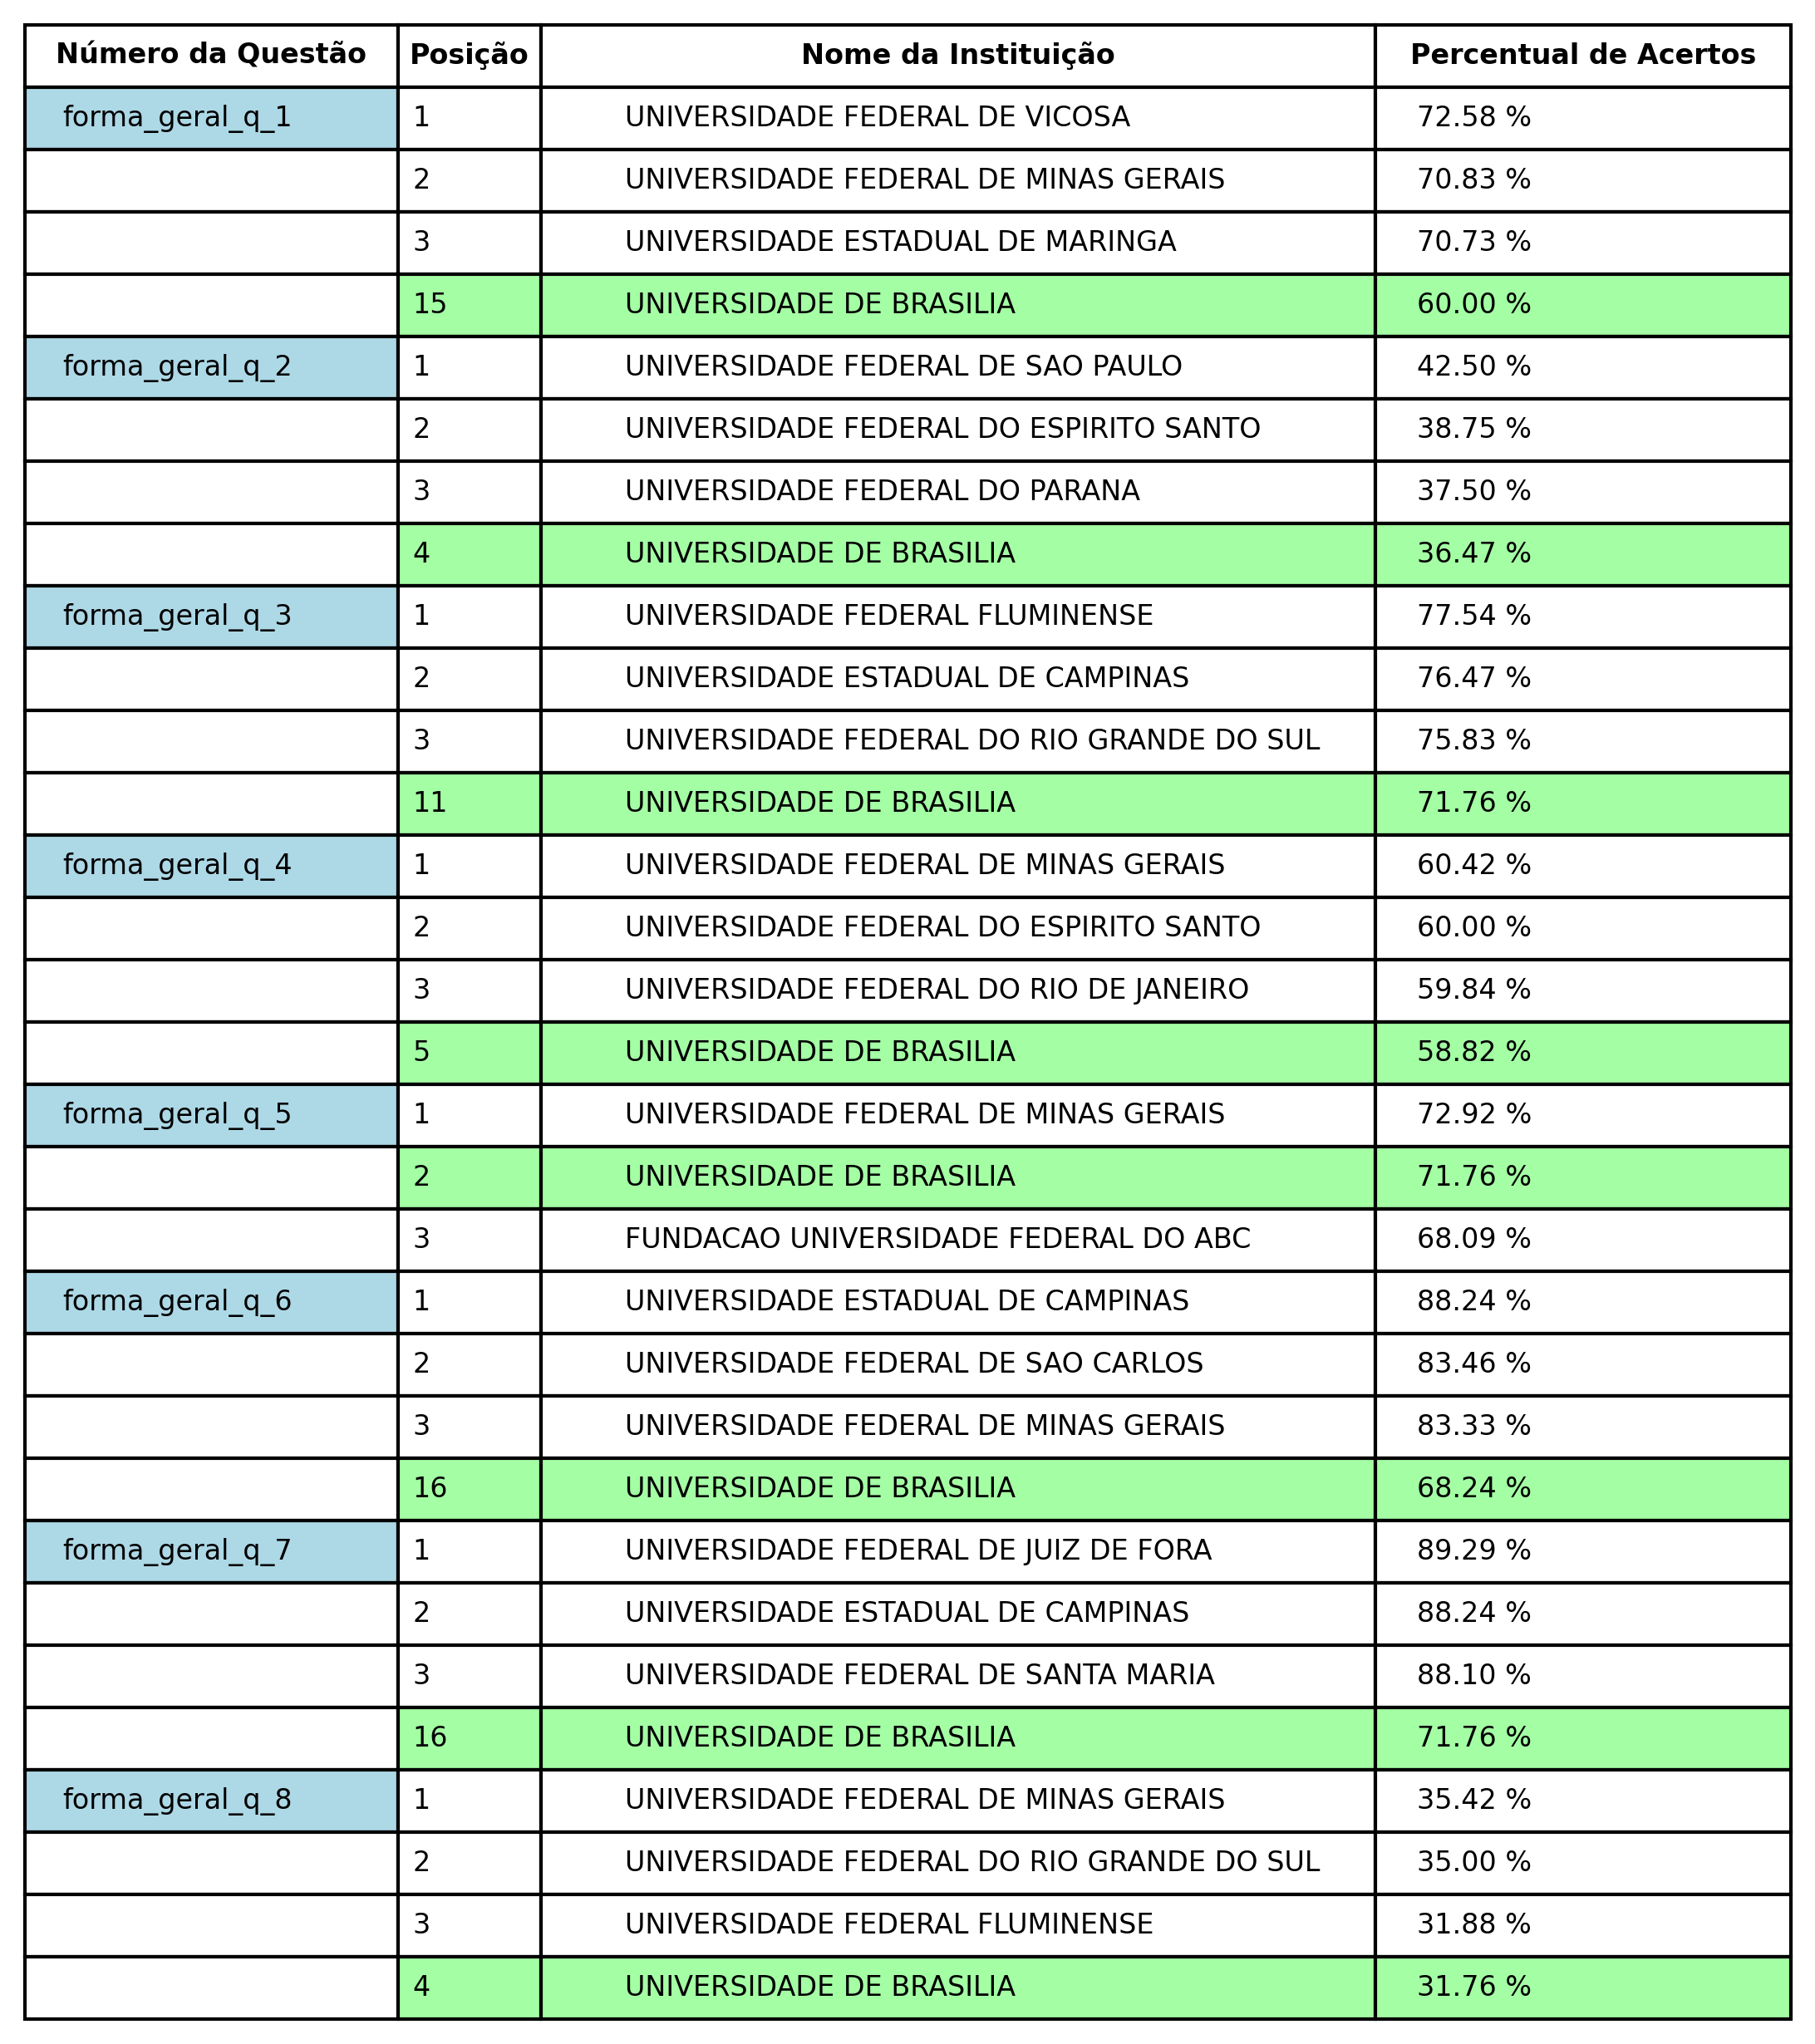 Número da Questão Posição Nome da Instituição Percentual de Acertos
forma_geral_q_1 1 UNIVERSIDADE FEDERAL DE VICOSA 72.58 %
2 UNIVERSIDADE FEDERAL DE MINAS GERAIS 70.83 %
3 UNIVERSIDADE ESTADUAL DE MARINGA 70.73 %
15 UNIVERSIDADE DE BRASILIA 60.00 %
forma_geral_q_2 1 UNIVERSIDADE FEDERAL DE SAO PAULO 42.50 %
2 UNIVERSIDADE FEDERAL DO ESPIRITO SANTO 38.75 %
3 UNIVERSIDADE FEDERAL DO PARANA 37.50 %
4 UNIVERSIDADE DE BRASILIA 36.47 %
forma_geral_q_3 1 UNIVERSIDADE FEDERAL FLUMINENSE 77.54 %
2 UNIVERSIDADE ESTADUAL DE CAMPINAS 76.47 %
3 UNIVERSIDADE FEDERAL DO RIO GRANDE DO SUL 75.83 %
11 UNIVERSIDADE DE BRASILIA 71.76 %
forma_geral_q_4 1 UNIVERSIDADE FEDERAL DE MINAS GERAIS 60.42 %
2 UNIVERSIDADE FEDERAL DO ESPIRITO SANTO 60.00 %
3 UNIVERSIDADE FEDERAL DO RIO DE JANEIRO 59.84 %
5 UNIVERSIDADE DE BRASILIA 58.82 %
forma_geral_q_5 1 UNIVERSIDADE FEDERAL DE MINAS GERAIS 72.92 %
2 UNIVERSIDADE DE BRASILIA 71.76 %
3 FUNDACAO UNIVERSIDADE FEDERAL DO ABC 68.09 %
forma_geral_q_6 1 UNIVERSIDADE ESTADUAL DE CAMPINAS 88.24 %
2 UNIVERSIDADE FEDERAL DE SAO CARLOS 83.46 %
3 UNIVERSIDADE FEDERAL DE MINAS GERAIS 83.33 %
16 UNIVERSIDADE DE BRASILIA 68.24 %
forma_geral_q_7 1 UNIVERSIDADE FEDERAL DE JUIZ DE FORA 89.29 %
2 UNIVERSIDADE ESTADUAL DE CAMPINAS 88.24 %
3 UNIVERSIDADE FEDERAL DE SANTA MARIA 88.10 %
16 UNIVERSIDADE DE BRASILIA 71.76 %
forma_geral_q_8 1 UNIVERSIDADE FEDERAL DE MINAS GERAIS 35.42 %
2 UNIVERSIDADE FEDERAL DO RIO GRANDE DO SUL 35.00 %
3 UNIVERSIDADE FEDERAL FLUMINENSE 31.88 %
4 UNIVERSIDADE DE BRASILIA 31.76 %